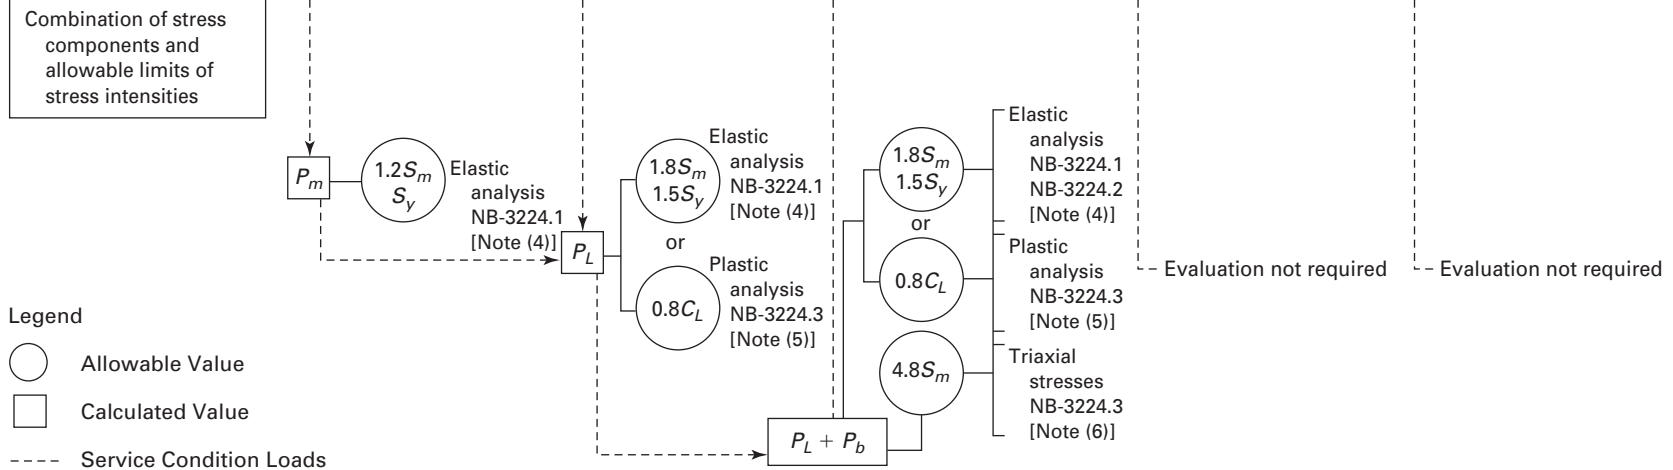 Combination of stress
components and
allowable limits of
stress intensities
P_m
1.2S_m
S_y
Elastic
analysis
NB-3224.1
[Note (4)]
P_L
1.8S_m
1.5S_y
Elastic
analysis
NB-3224.1
[Note (4)]
or
0.8C_L
Plastic
analysis
NB-3224.3
[Note (5)]
P_L + P_b
1.8S_m
1.5S_y
or
0.8C_L
4.8S_m
Elastic
analysis
NB-3224.1
NB-3224.2
[Note (4)]
Plastic
analysis
NB-3224.3
[Note (5)]
Triaxial
stresses
NB-3224.3
[Note (6)]
Evaluation not required
Evaluation not required
Legend
Allowable Value
Calculated Value
Service Condition Loads